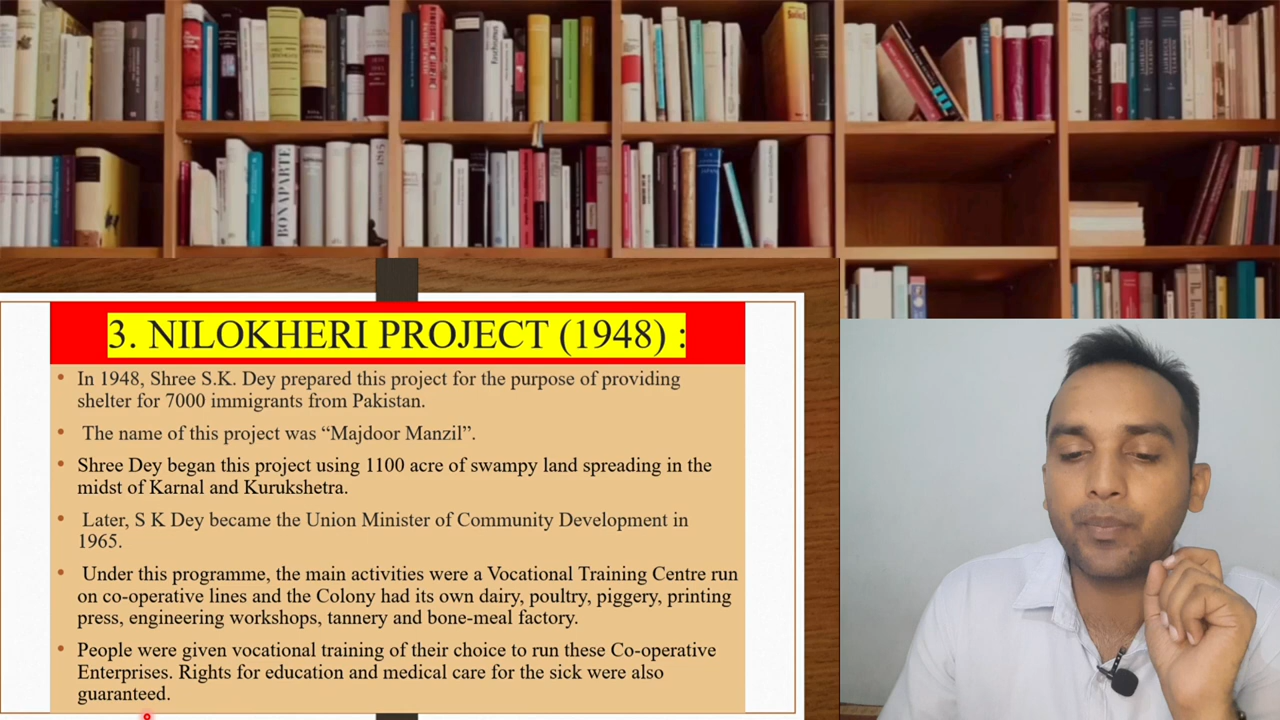 BONAPARTE
3. NILOKHERI PROJECT (1948) :
• In 1948, Shree S.K. Dey prepared this project for the purpose of providing
shelter for 7000 immigrants from Pakistan.
• The name of this project was “Majdoor Manzil”.
• Shree Dey began this project using 1100 acre of swampy land spreading in the
midst of Karnal and Kurukshetra.
• Later, S K Dey became the Union Minister of Community Development in
1965.
• Under this programme, the main activities were a Vocational Training Centre run
on co-operative lines and the Colony had its own dairy, poultry, piggery, printing
press, engineering workshops, tannery and bone-meal factory.
• People were given vocational training of their choice to run these Co-operative
Enterprises. Rights for education and medical care for the sick were also
guaranteed.